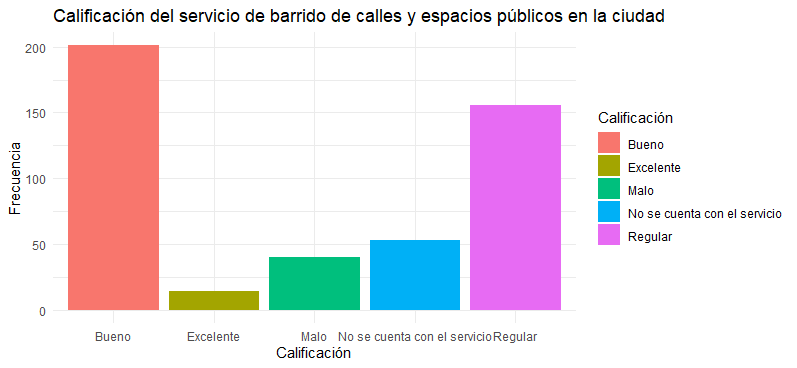 Calificación del servicio de barrido de calles y espacios públicos en la ciudad
Frecuencia
200
150
100
50
0
Bueno
Excelente
Malo
No se cuenta con el servicio
Regular
Calificación
Calificación
Bueno
Excelente
Malo
No se cuenta con el servicio
Regular